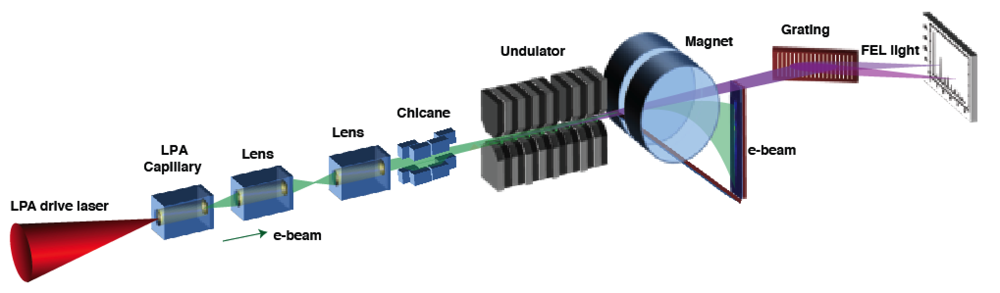 LPA drive laser
LPA
Capillary
Lens
e-beam
Lens
Chicane
Undulator
Magnet
e-beam
Grating
FEL light